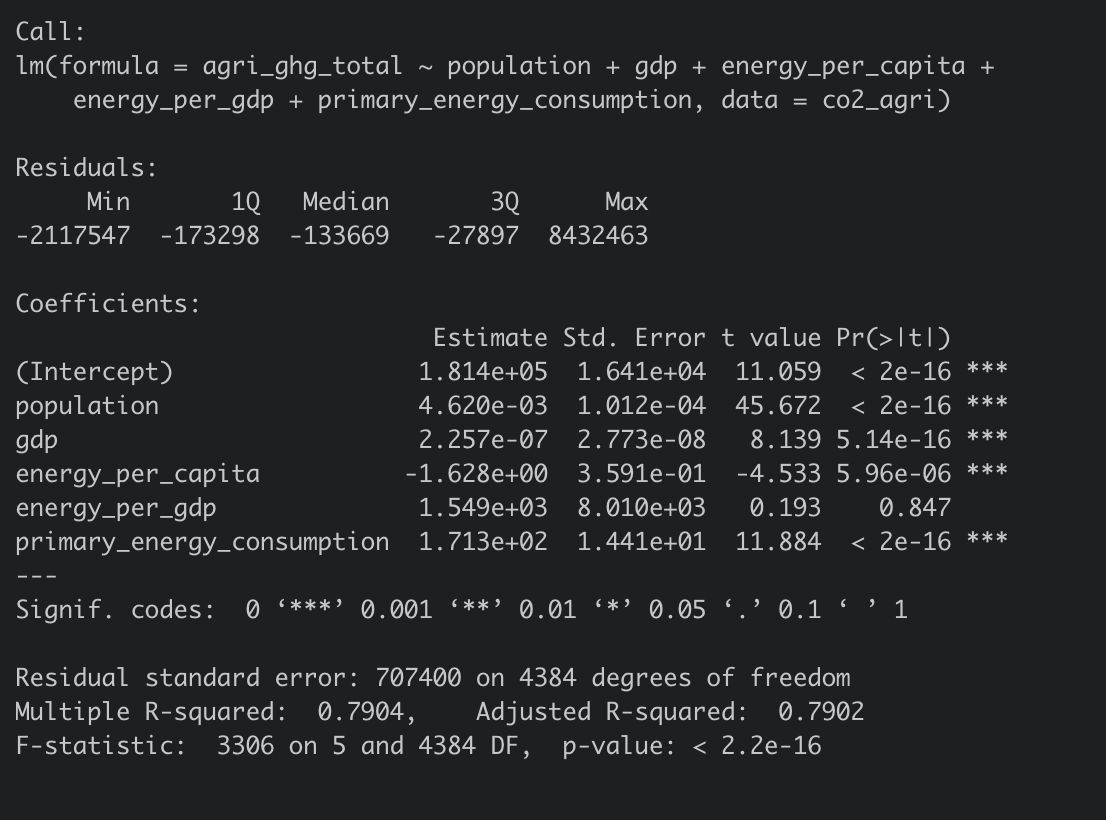 Call:
lm(formula = agri_ghg_total ~ population + gdp + energy_per_capita +
    energy_per_gdp + primary_energy_consumption, data = co2_agri)

Residuals:
     Min       1Q   Median       3Q      Max
-2117547  -173298  -133669   -27897  8432463

Coefficients:
                             Estimate Std. Error t value Pr(>|t|)
(Intercept)                 1.814e+05  1.641e+04  11.059  < 2e-16 ***
population                  4.620e-03  1.012e-04  45.672  < 2e-16 ***
gdp                         2.257e-07  2.773e-08   8.139 5.14e-16 ***
energy_per_capita          -1.628e+00  3.591e-01  -4.533 5.96e-06 ***
energy_per_gdp              1.549e+03  8.010e+03   0.193    0.847
primary_energy_consumption  1.713e+02  1.441e+01  11.884  < 2e-16 ***
---
Signif. codes:  0 ‘***’ 0.001 ‘**’ 0.01 ‘*’ 0.05 ‘.’ 0.1 ‘ ’ 1

Residual standard error: 707400 on 4384 degrees of freedom
Multiple R-squared:  0.7904,    Adjusted R-squared:  0.7902
F-statistic:  3306 on 5 and 4384 DF,  p-value: < 2.2e-16